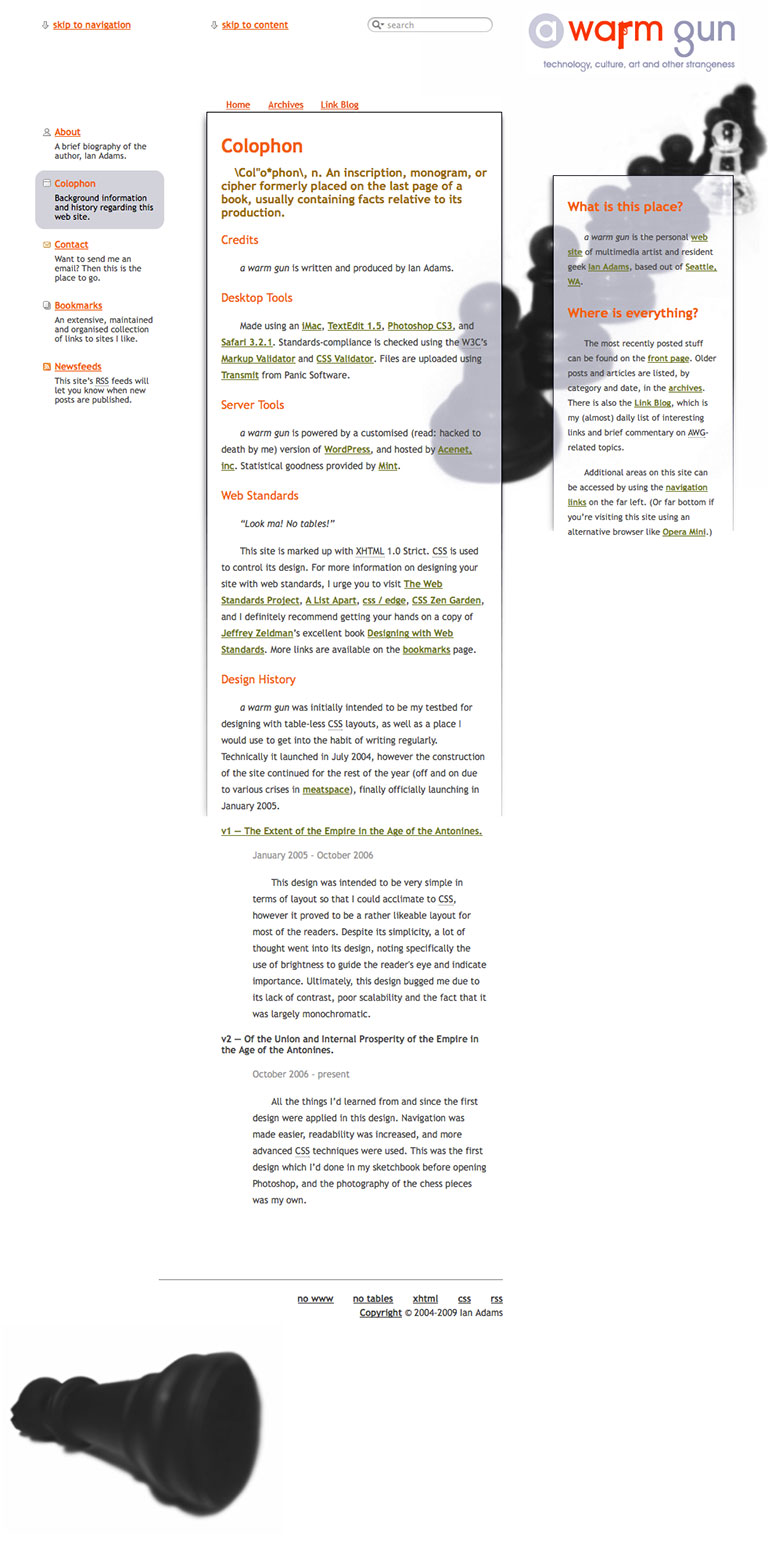 skip to navigation
skip to content
search
a warm gun
technology, culture, art and other strangeness
Home
Archives
Link Blog
About
A brief biography of the
author, Ian Adams.
Colophon
Background information
and history regarding this
web site.
Contact
Want to send me an
email? Then this is the
place to go.
Bookmarks
An extensive, maintained
and organised collection
of links to sites I like.
Newsfeeds
This site's RSS feeds will
let you know when new
posts are published.
Colophon
\Col"o*phon\, n. An inscription, monogram, or
cipher formerly placed on the last page of a
book, usually containing facts relative to its
production.
Credits
a warm gun is written and produced by Ian Adams.
Desktop Tools
Made using an iMac, TextEdit 1.5, Photoshop CS3, and
Safari 3.2.1. Standards-compliance is checked using the W3C's
Markup Validator and CSS Validator. Files are uploaded using
Transmit from Panic Software.
Server Tools
a warm gun is powered by a customised (read: hacked to
death by me) version of WordPress, and hosted by Acenet,
inc. Statistical goodness provided by Mint.
Web Standards
“Look ma! No tables!”
This site is marked up with XHTML 1.0 Strict. CSS is used
to control its design. For more information on designing your
site with web standards, I urge you to visit The Web
Standards Project, A List Apart, css / edge, CSS Zen Garden,
and I definitely recommend getting your hands on a copy of
Jeffrey Zeldman's excellent book Designing with Web
Standards. More links are available on the bookmarks page.
Design History
a warm gun was initially intended to be my testbed for
designing with table-less CSS layouts, as well as a place I
would use to get into the habit of writing regularly.
Technically it launched in July 2004, however the construction
of the site continued for the rest of the year (off and on due
to various crises in meatspace), finally officially launching in
January 2005.
v1 — The Extent of the Empire in the Age of the Antonines.
January 2005 - October 2006
This design was intended to be very simple in
terms of layout so that I could acclimate to CSS,
however it proved to be a rather likeable layout for
most of the readers. Despite its simplicity, a lot of
thought went into its design, noting specifically the
use of brightness to guide the reader's eye and indicate
importance. Ultimately, this design bugged me due to
its lack of contrast, poor scalability and the fact that it
was largely monochromatic.
v2 — Of the Union and Internal Prosperity of the Empire in
the Age of the Antonines.
October 2006 - present
All the things I'd learned from and since the first
design were applied in this design. Navigation was
made easier, readability was increased, and more
advanced CSS techniques were used. This was the first
design which I'd done in my sketchbook before opening
Photoshop, and the photography of the chess pieces
was my own.
What is this place?
a warm gun is the personal web
site of multimedia artist and resident
geek Ian Adams, based out of Seattle,
WA.
Where is everything?
The most recently posted stuff
can be found on the front page. Older
posts and articles are listed, by
category and date, in the archives.
There is also the Link Blog, which is
my (almost) daily list of interesting
links and brief commentary on AWG-
related topics.
Additional areas on this site can
be accessed by using the navigation
links on the far left. (Or far bottom if
you're visiting this site using an
alternative browser like Opera Mini.)
no www
no tables
xhtml
css
rss
Copyright © 2004-2009 Ian Adams